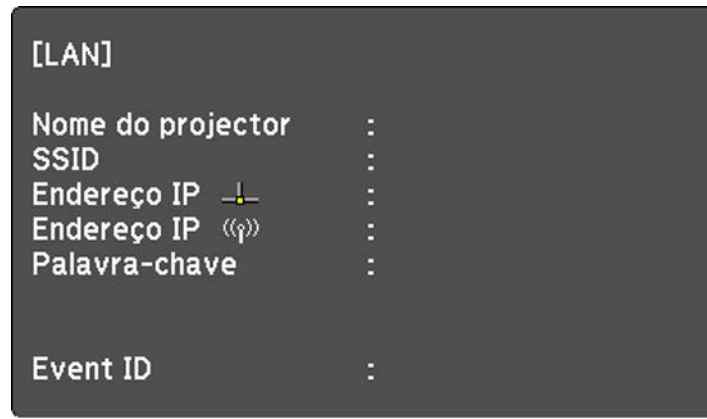 [LAN]
Nome do projector :
SSID :
Endereço IP :
Endereço IP :
Palavra-chave :
Event ID :